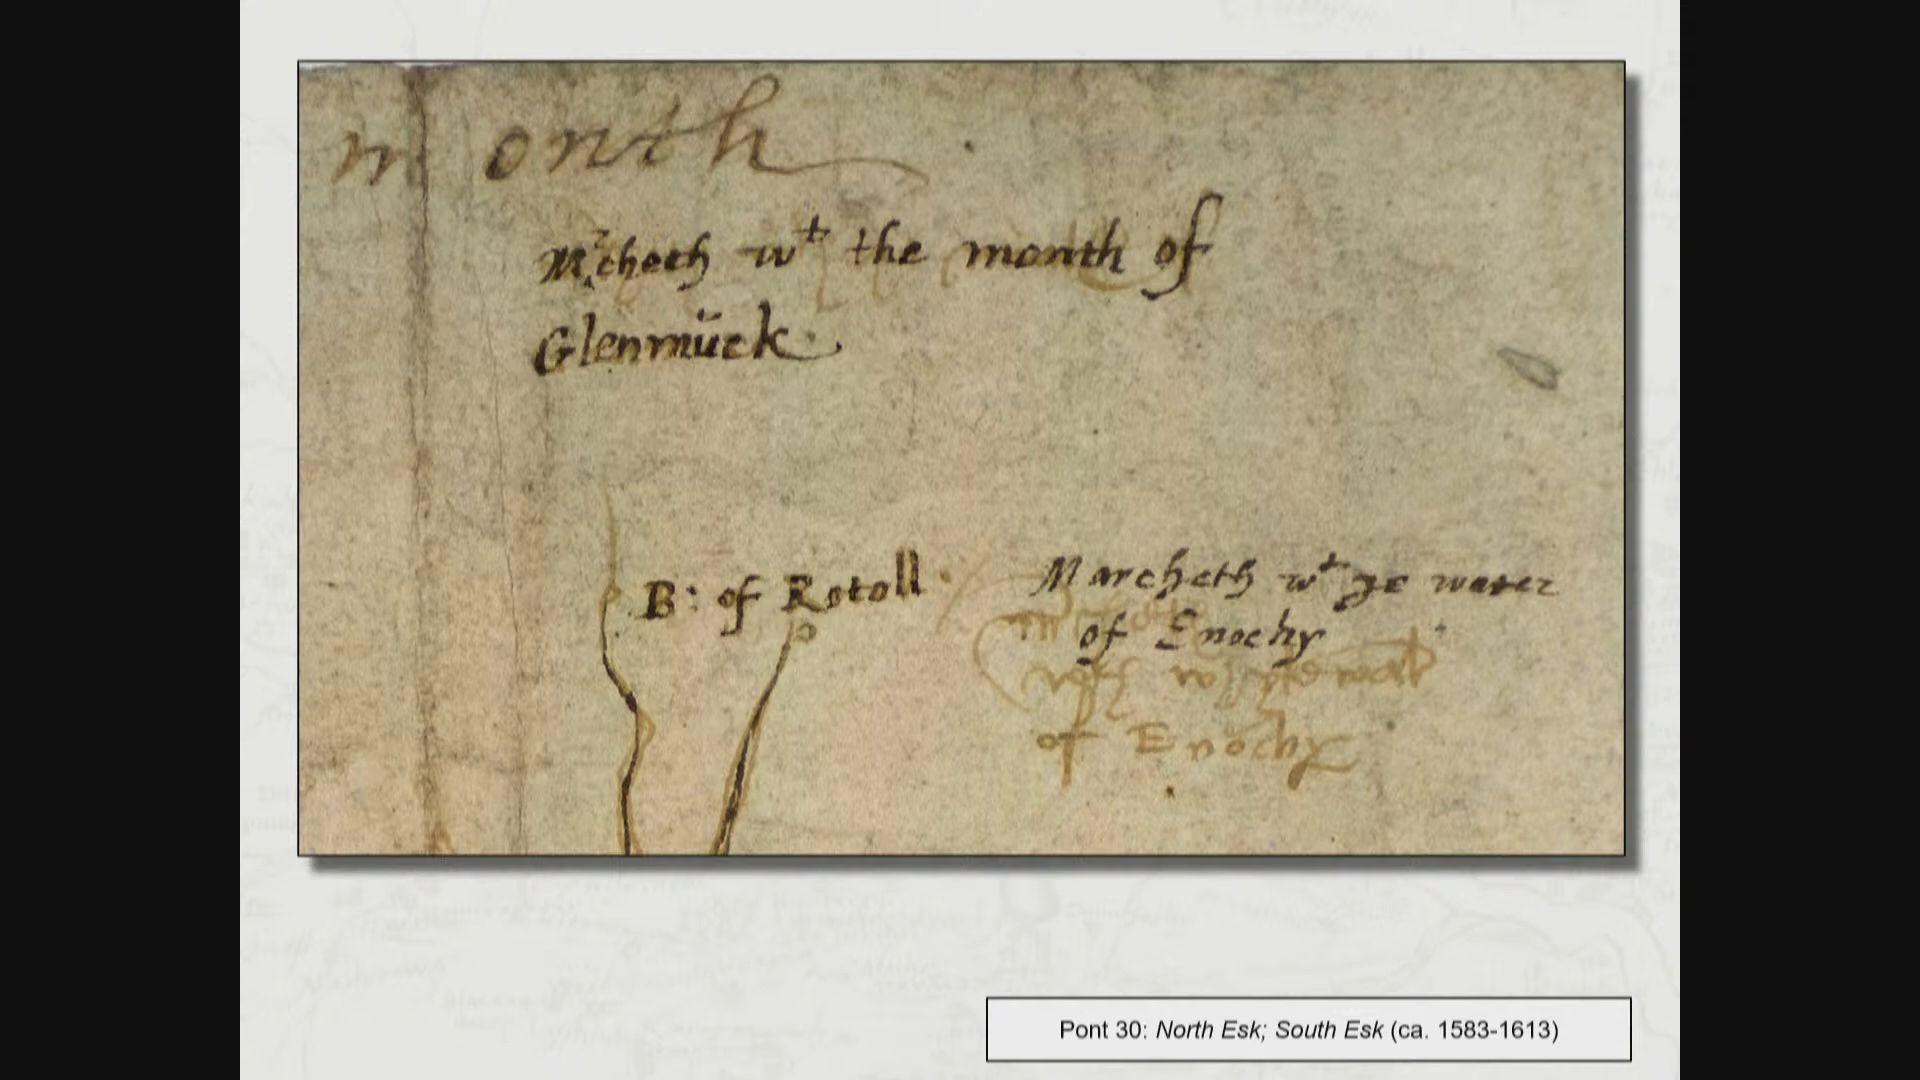 month
Mrcheth wt the month of
Glenmück
B: of Rotoll
Marcheth wt ye water
of Enochy
of Enochy
Pont 30: North Esk; South Esk (ca. 1583-1613)